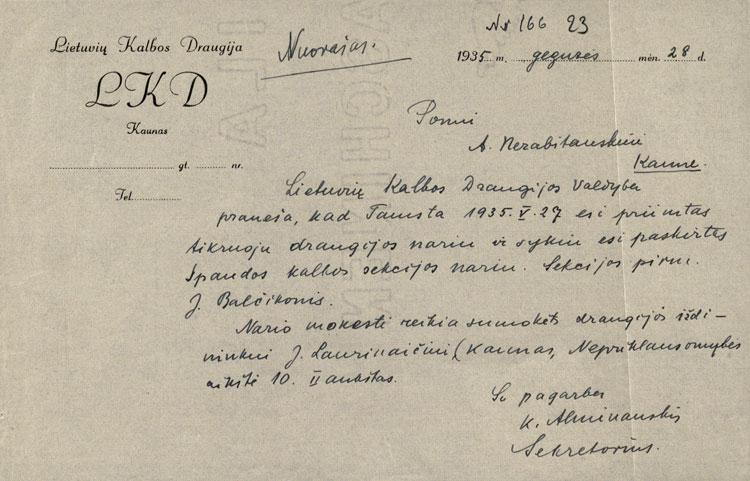 Lietuvių Kalbos Draugija
LKD
Kaunas
gt. nr.
Tel.
Nuorašas.
Nr 166 23
1935 m. gegužės mėn. 28 d.
Ponui
A. Nezabitauskiui
Kaune.
Lietuvių Kalbos Draugijos Valdyba
praneša, kad Tamsta 1935.V.27 esi priimtas
tikruoju draugijos nariu ir sykiu esi paskirtas
Spaudos kalbos sekcijos nariu. Sekcijos pirm.
J. Balčikonis.
Nario mokestį reikia sumokėti draugijos iždi-
ninkui J. Laurinaičiui (Kaunas, Nepriklausomybės
aikštė 10. II aukštas.
Su pagarba
K. Alminauskis
Sekretorius.